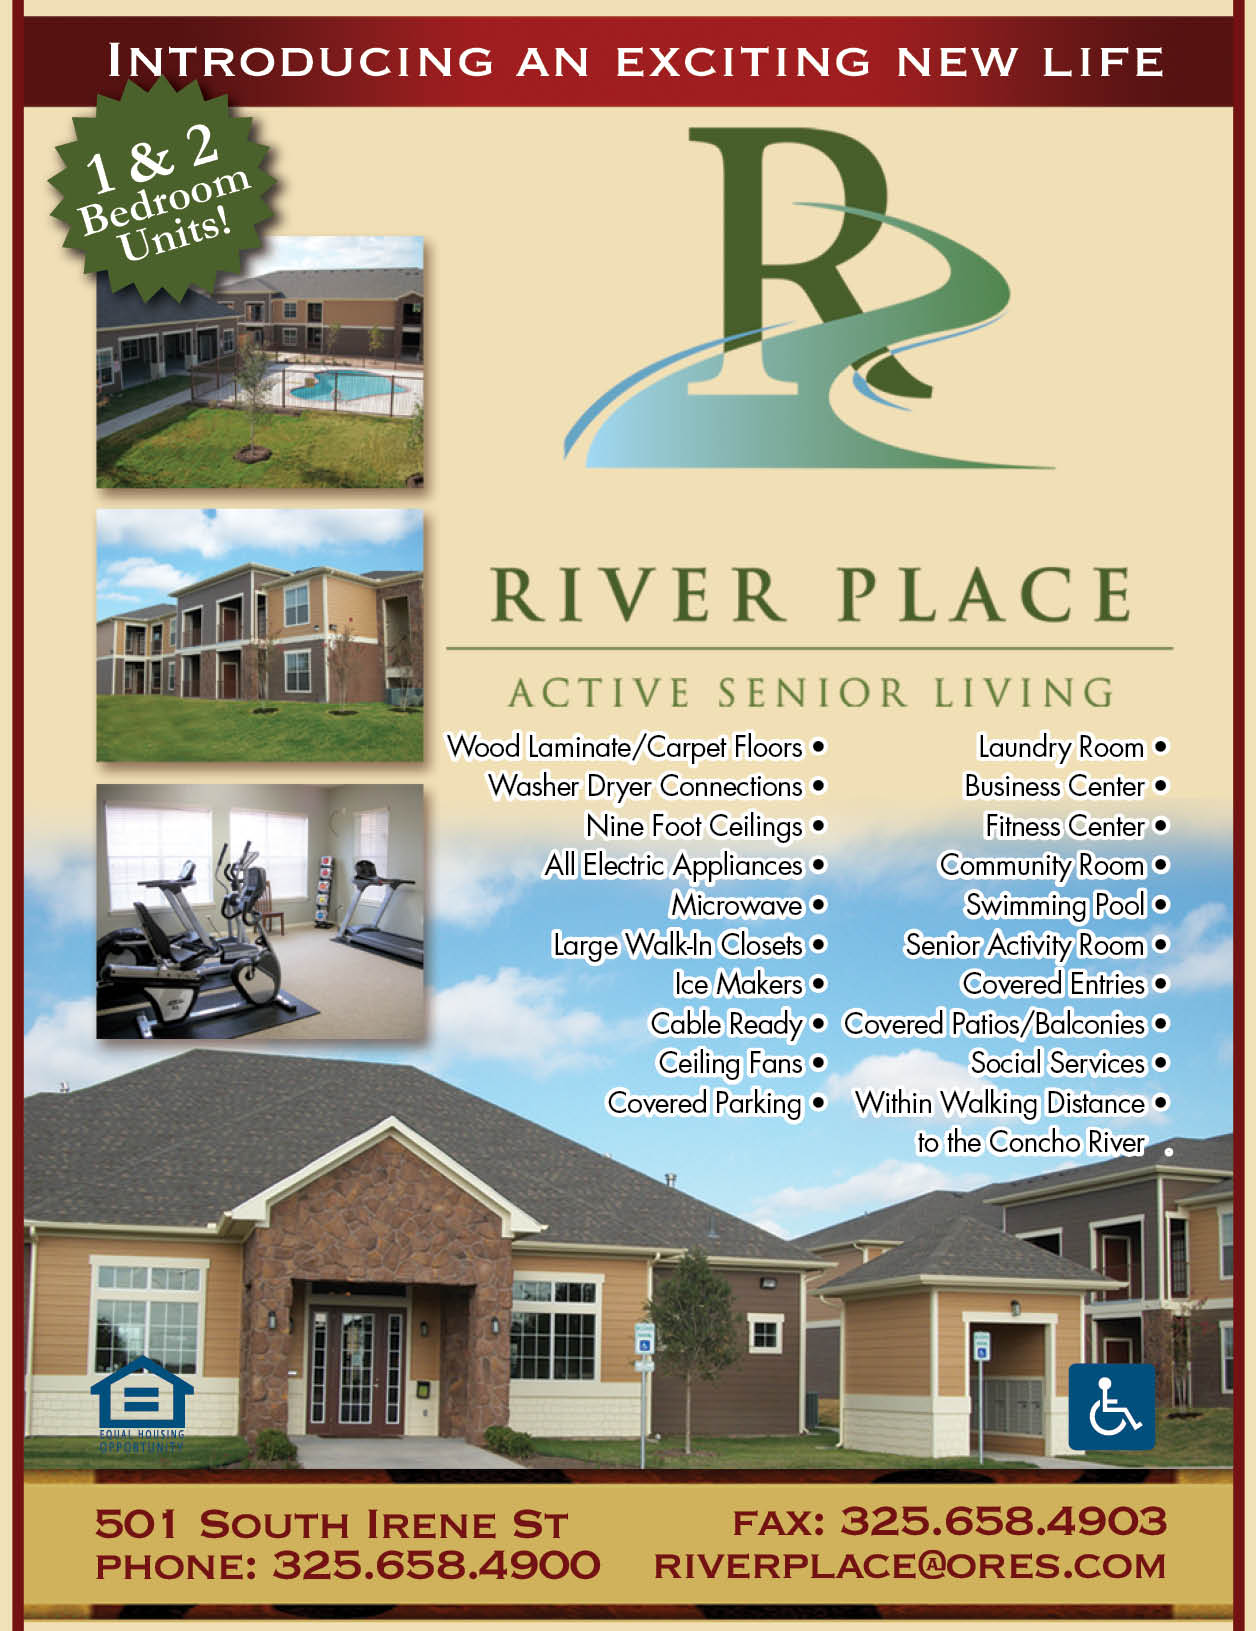 INTRODUCING AN EXCITING NEW LIFE
1 & 2
Bedroom
Units!
R
RIVER PLACE
ACTIVE SENIOR LIVING
Wood Laminate/Carpet Floors •
Washer Dryer Connections •
Nine Foot Ceilings •
All Electric Appliances •
Microwave •
Large Walk-In Closets •
Ice Makers •
Cable Ready •
Ceiling Fans •
Covered Parking •
Laundry Room •
Business Center •
Fitness Center •
Community Room •
Swimming Pool •
Senior Activity Room •
Covered Entries •
Covered Patios/Balconies •
Social Services •
Within Walking Distance •
to the Concho River
EQUAL HOUSING
OPPORTUNITY
501 SOUTH IRENE ST
PHONE: 325.658.4900
FAX: 325.658.4903
RIVERPLACE@ORES.COM